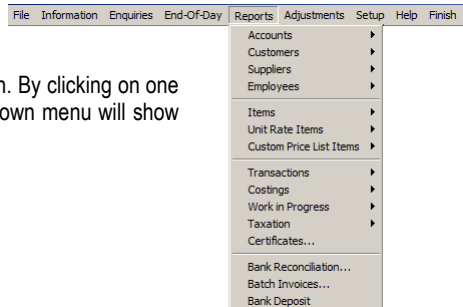 File Information Enquiries End-Of-Day Reports Adjustments Setup Help Finish
Accounts
Customers
n. By clicking on one
Suppliers
Employees
own menu will show
Items
Unit Rate Items
Custom Price List Items
Transactions
Costings
Work in Progress
Taxation
Certificates...
Bank Reconciliation...
Batch Invoices...
Bank Deposit